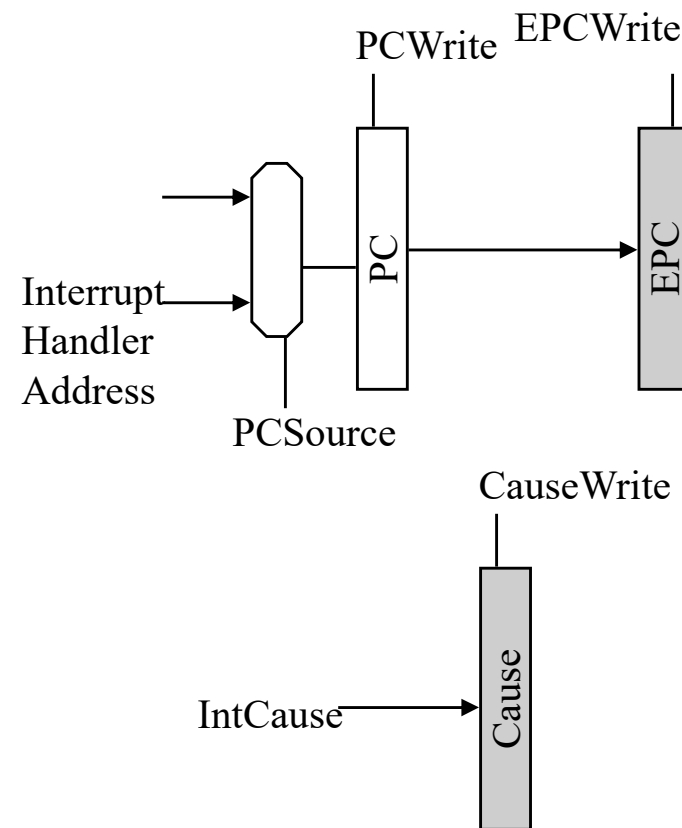 PCWrite
EPCWrite
PC
EPC
Interrupt
Handler
Address
PCSource
CauseWrite
Cause
IntCause